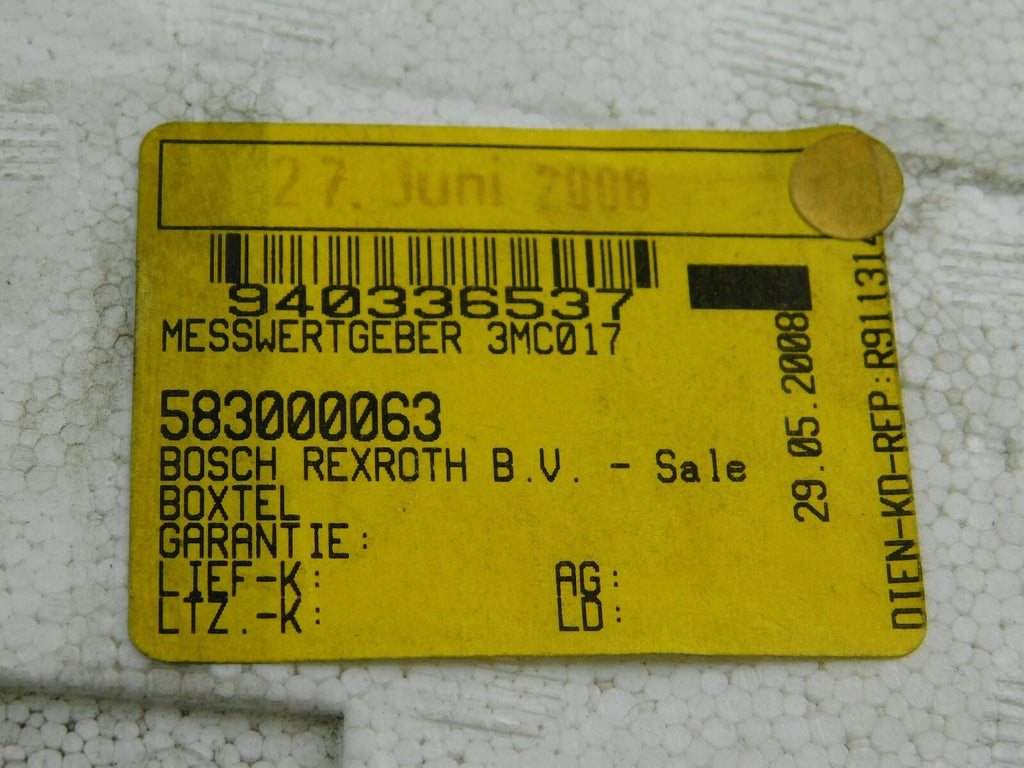 27. Juni 2008
940336537
MESSWERTGEBER 3MC017
583000063
BOSCH REXROTH B.V. - Sale
BOXTEL
GARANTIE:
LIEF-K: AG:
LTZ.-K: LD:
29.05.2008
DIEN-KD-REP:R911314